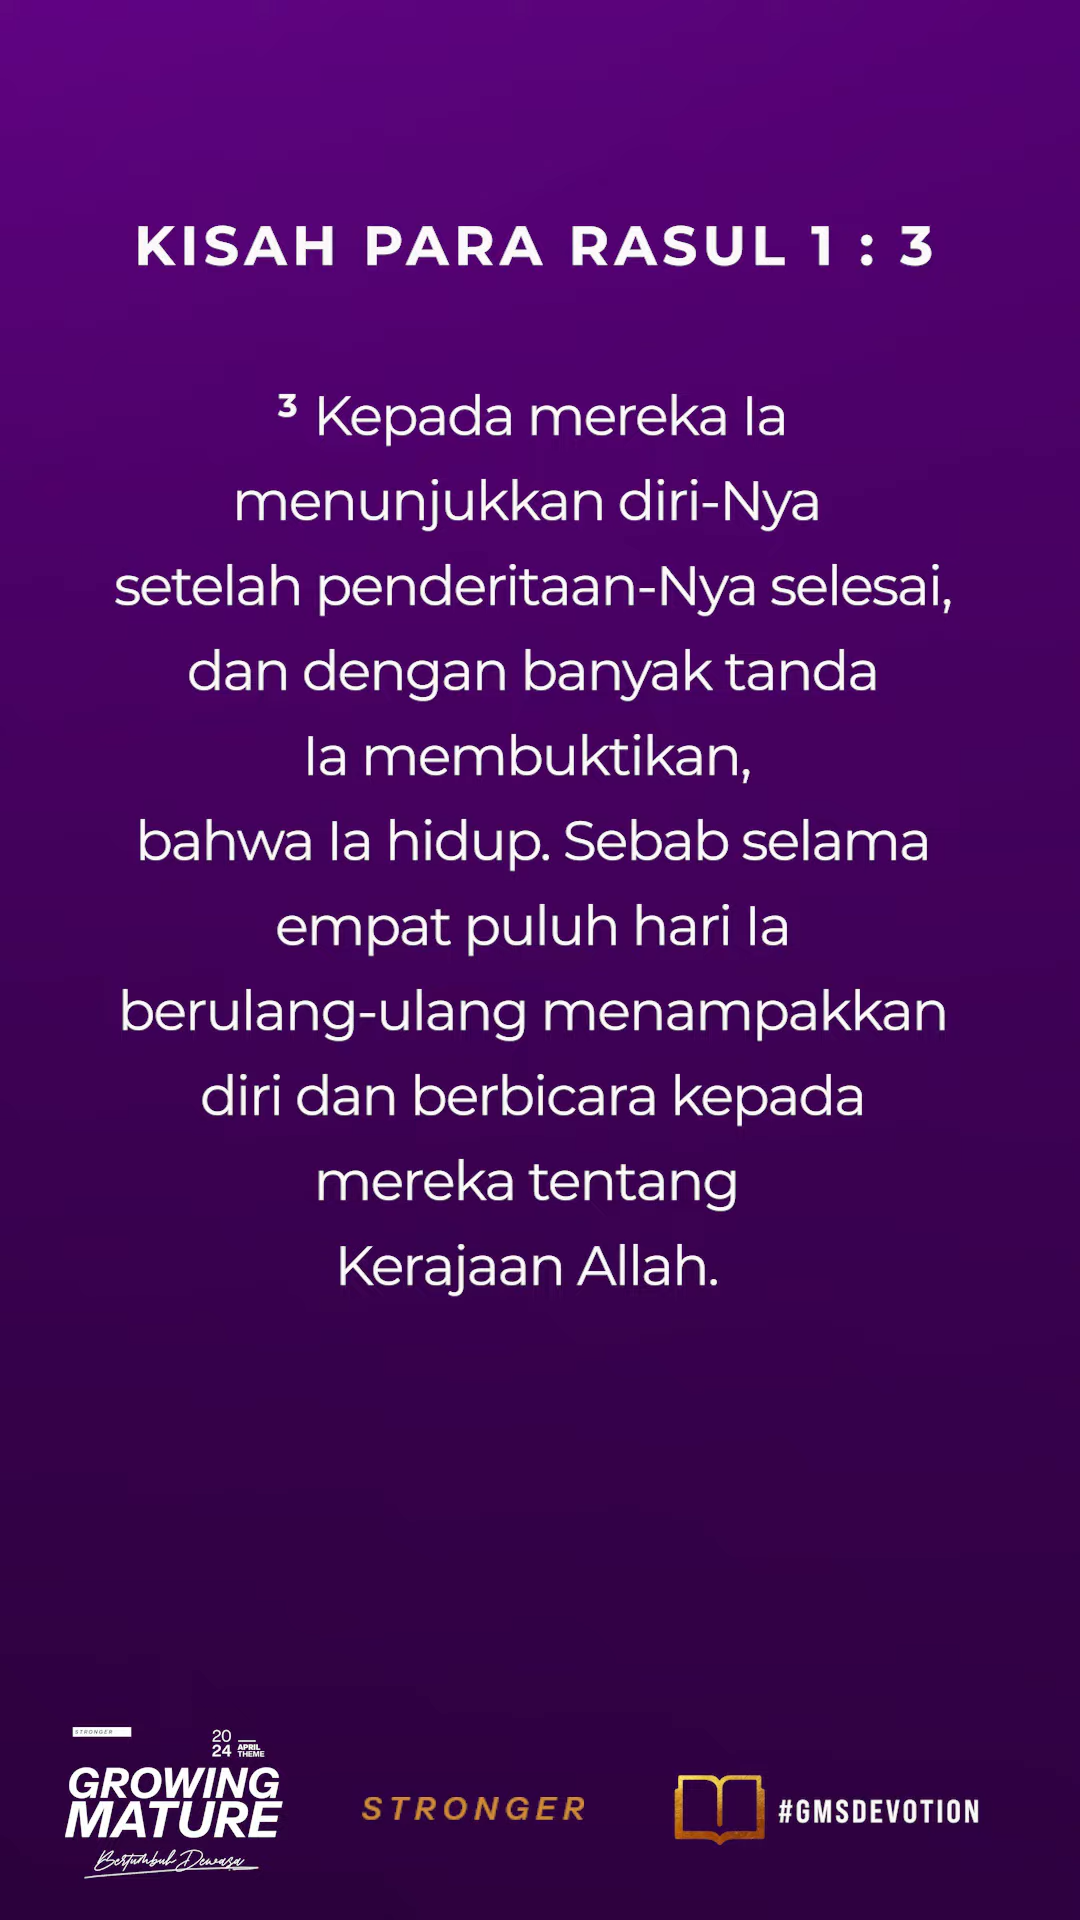 KISAH PARA RASUL 1 : 3
³ Kepada mereka Ia
menunjukkan diri-Nya
setelah penderitaan-Nya selesai,
dan dengan banyak tanda
Ia membuktikan,
bahwa Ia hidup. Sebab selama
empat puluh hari Ia
berulang-ulang menampakkan
diri dan berbicara kepada
mereka tentang
Kerajaan Allah.
STRONGER
20
24 APRIL
THEME
GROWING
MATURE
Bertumbuh Dewasa
STRONGER
#GMSDEVOTION